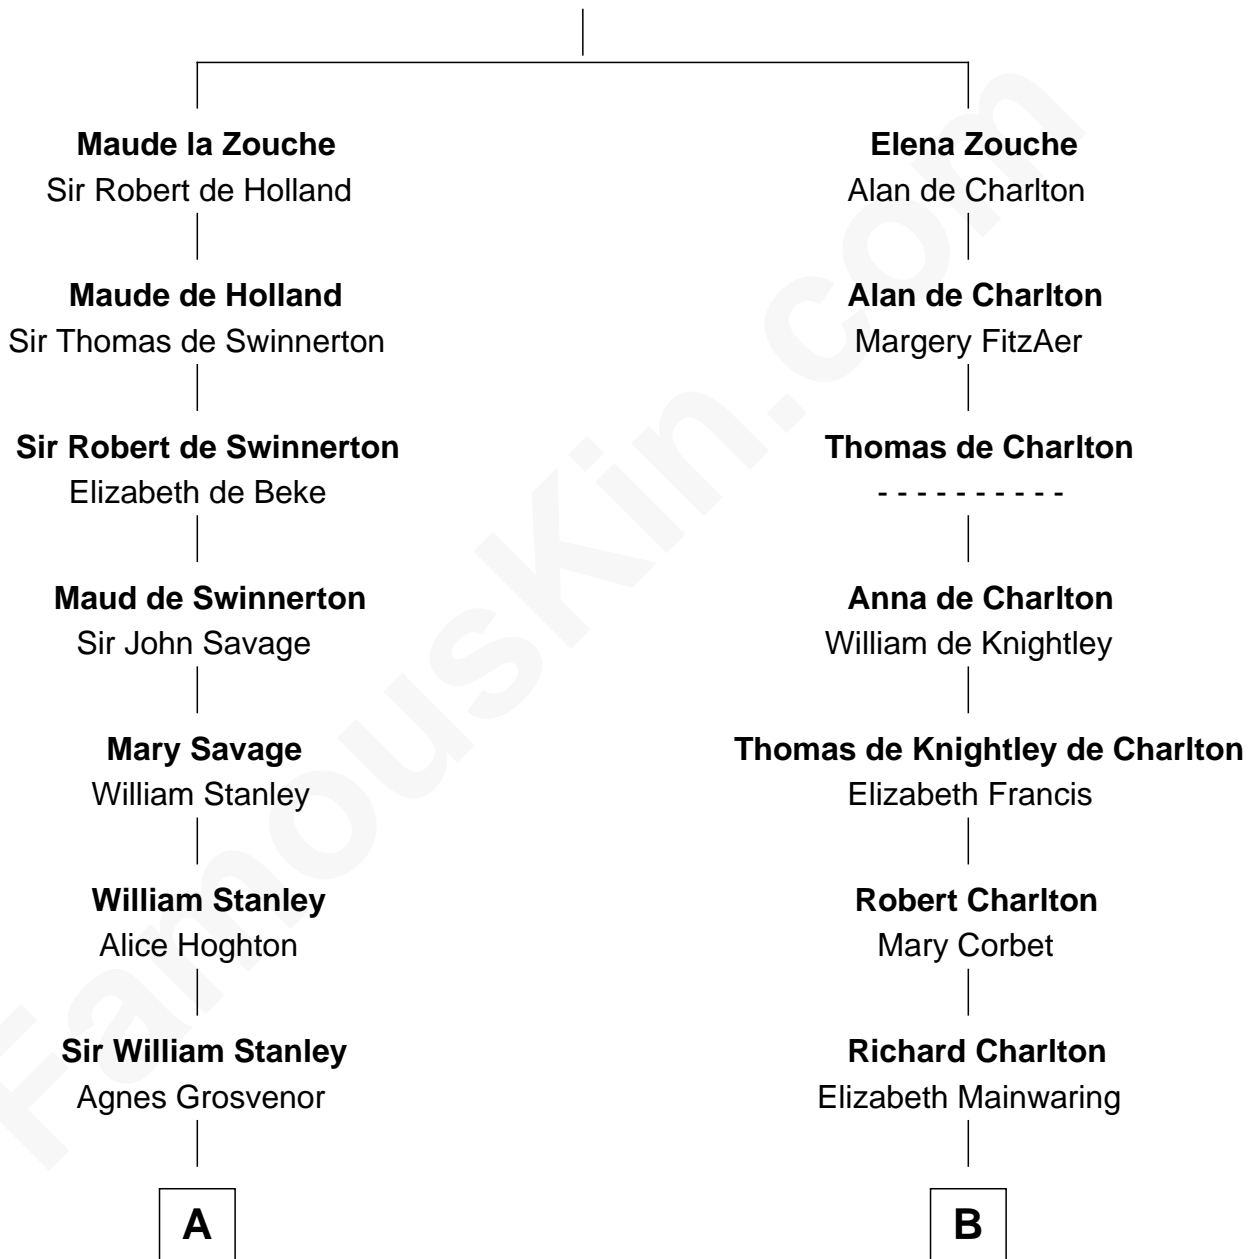 Maude la Zouche
Sir Robert de Holland
Maude de Holland
Sir Thomas de Swinnerton
Sir Robert de Swinnerton
Elizabeth de Beke
Maud de Swinnerton
Sir John Savage
Mary Savage
William Stanley
William Stanley
Alice Hoghton
Sir William Stanley
Agnes Grosvenor
A
Elena Zouche
Alan de Charlton
Alan de Charlton
Margery FitzAer
Thomas de Charlton
- - - - - - - - - -
Anna de Charlton
William de Knightley
Thomas de Knightley de Charlton
Elizabeth Francis
Robert Charlton
Mary Corbet
Richard Charlton
Elizabeth Mainwaring
B
FamousKin.com